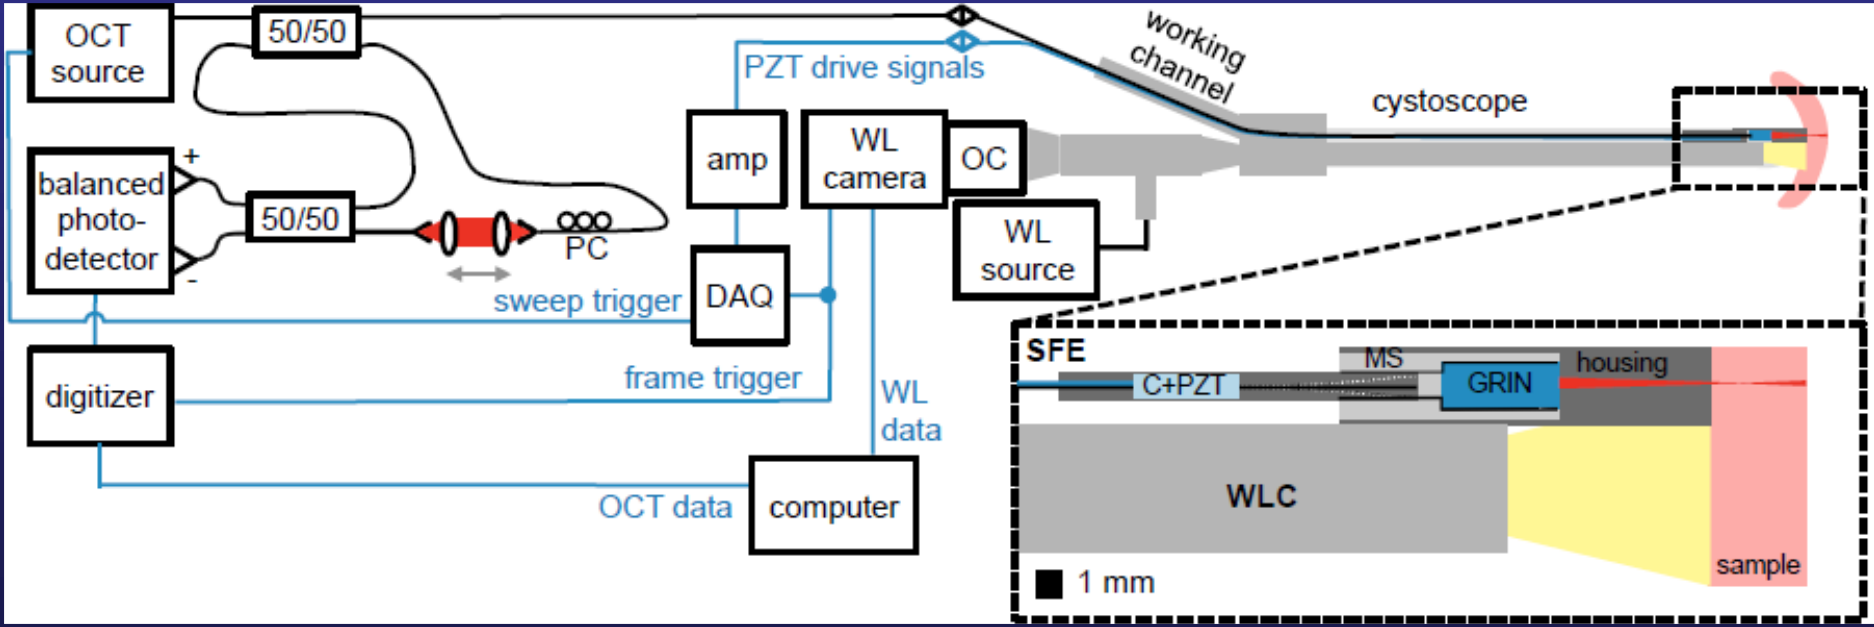 OCT
source
50/50
PZT drive signals
working
channel
cystoscope
amp
WL
camera
OC
WL
source
+
balanced
photo-
detector
-
50/50
PC
sweep trigger
DAQ
frame trigger
digitizer
WL
data
OCT data
computer
SFE
C+PZT
MS
GRIN
housing
WLC
sample
1 mm